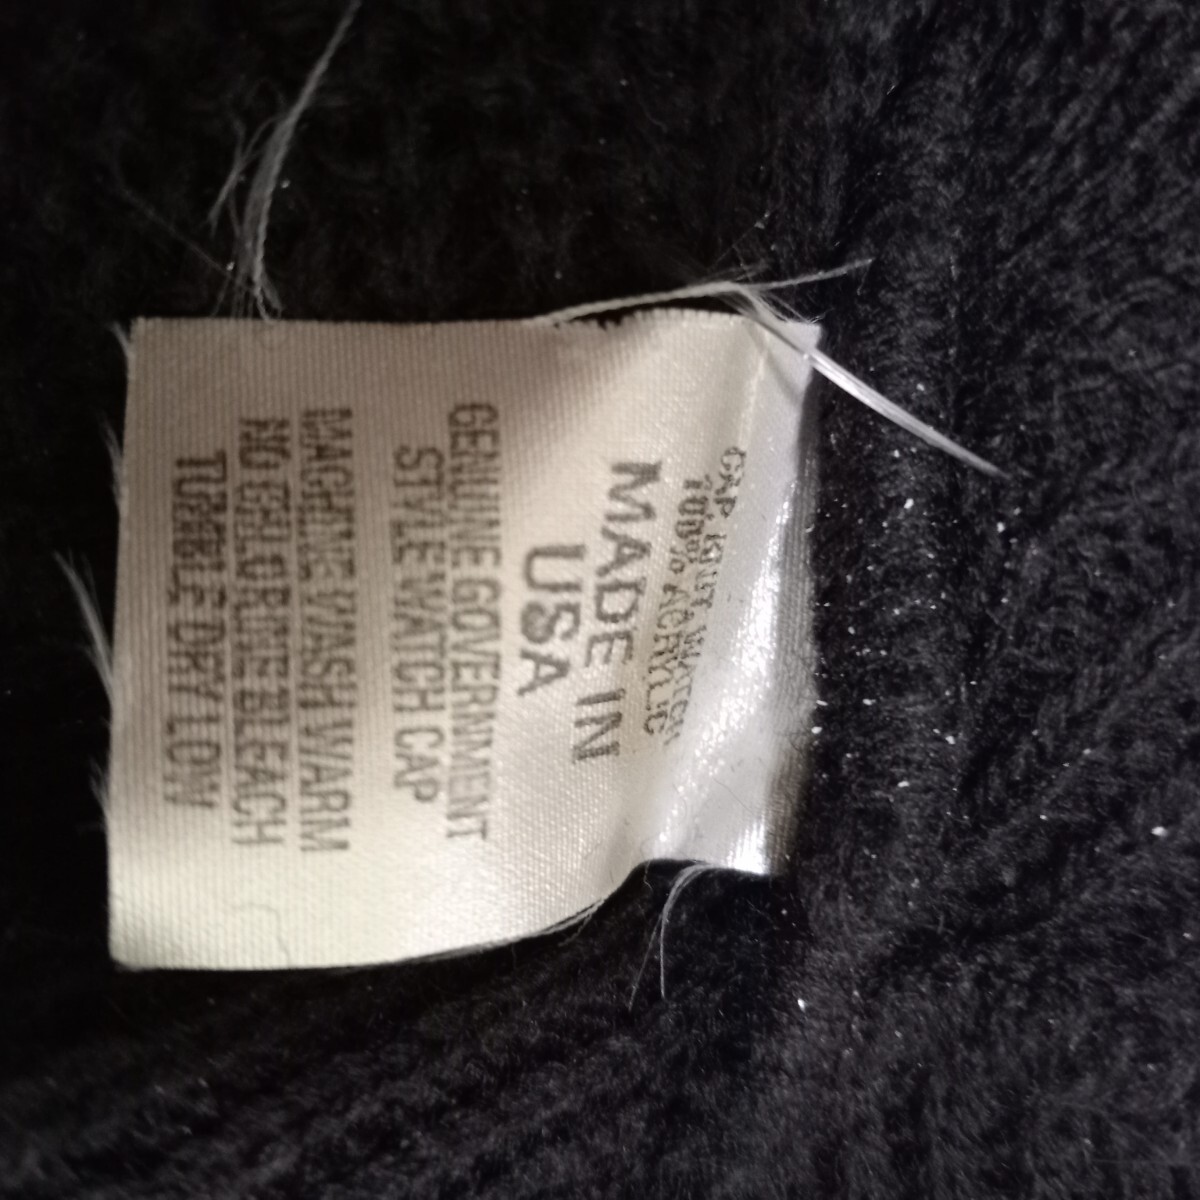 CAP KNIT WATCH
100% ACRYLIC
MADE IN
USA
GENUINE GOVERNMENT
STYLE WATCH CAP
MACHINE WASH WARM
NO CHLORINE BLEACH
TUMBLE DRY LOW